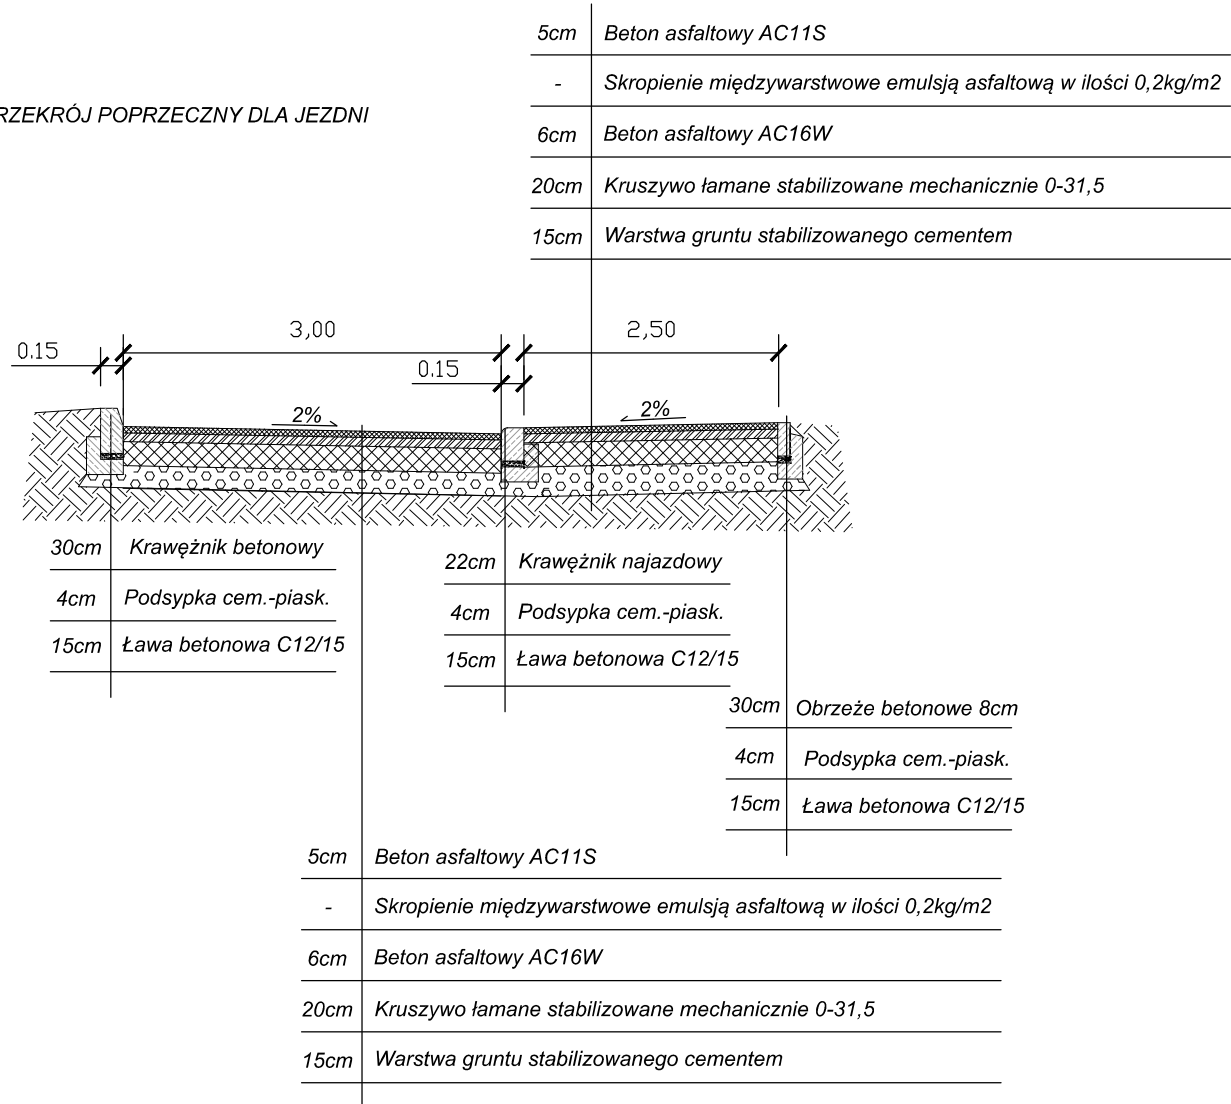 5cm Beton asfaltowy AC11S
- Skropienie międzywarstwowe emulsją asfaltową w ilości 0,2kg/m2
RZEKRÓJ POPRZECZNY DLA JEZDNI
6cm Beton asfaltowy AC16W
20cm Kruszywo łamane stabilizowane mechanicznie 0-31,5
15cm Warstwa gruntu stabilizowanego cementem
3,00
2,50
0.15
0.15
2%
2%
30cm Krawężnik betonowy
4cm Podsypka cem.-piask.
15cm Ława betonowa C12/15
22cm Krawężnik najazdowy
4cm Podsypka cem.-piask.
15cm Ława betonowa C12/15
30cm Obrzeże betonowe 8cm
4cm Podsypka cem.-piask.
15cm Ława betonowa C12/15
5cm Beton asfaltowy AC11S
- Skropienie międzywarstwowe emulsją asfaltową w ilości 0,2kg/m2
6cm Beton asfaltowy AC16W
20cm Kruszywo łamane stabilizowane mechanicznie 0-31,5
15cm Warstwa gruntu stabilizowanego cementem